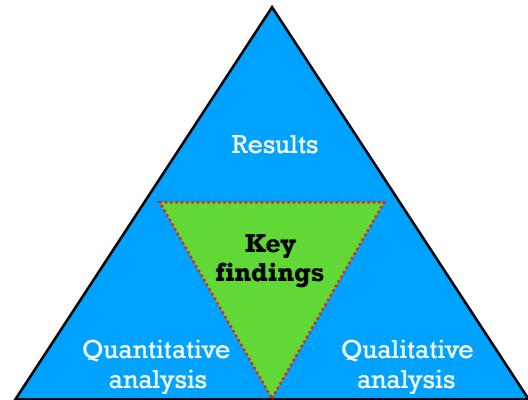 Results
Key
findings
Quantitative
analysis
Qualitative
analysis